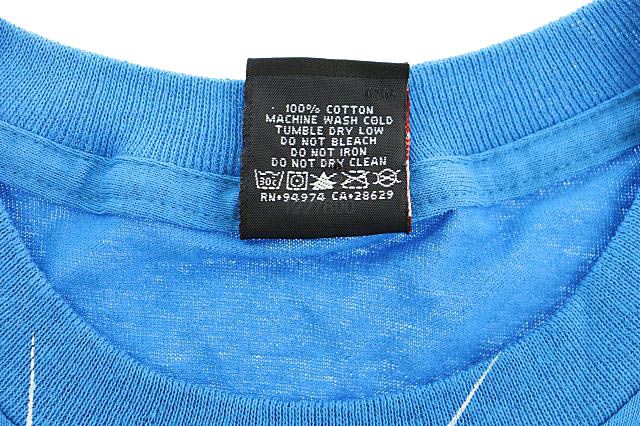 100% COTTON
MACHINE WASH COLD
TUMBLE DRY LOW
DO NOT BLEACH
DO NOT IRON
DO NOT DRY CLEAN
30C
RN•94974 CA•28629